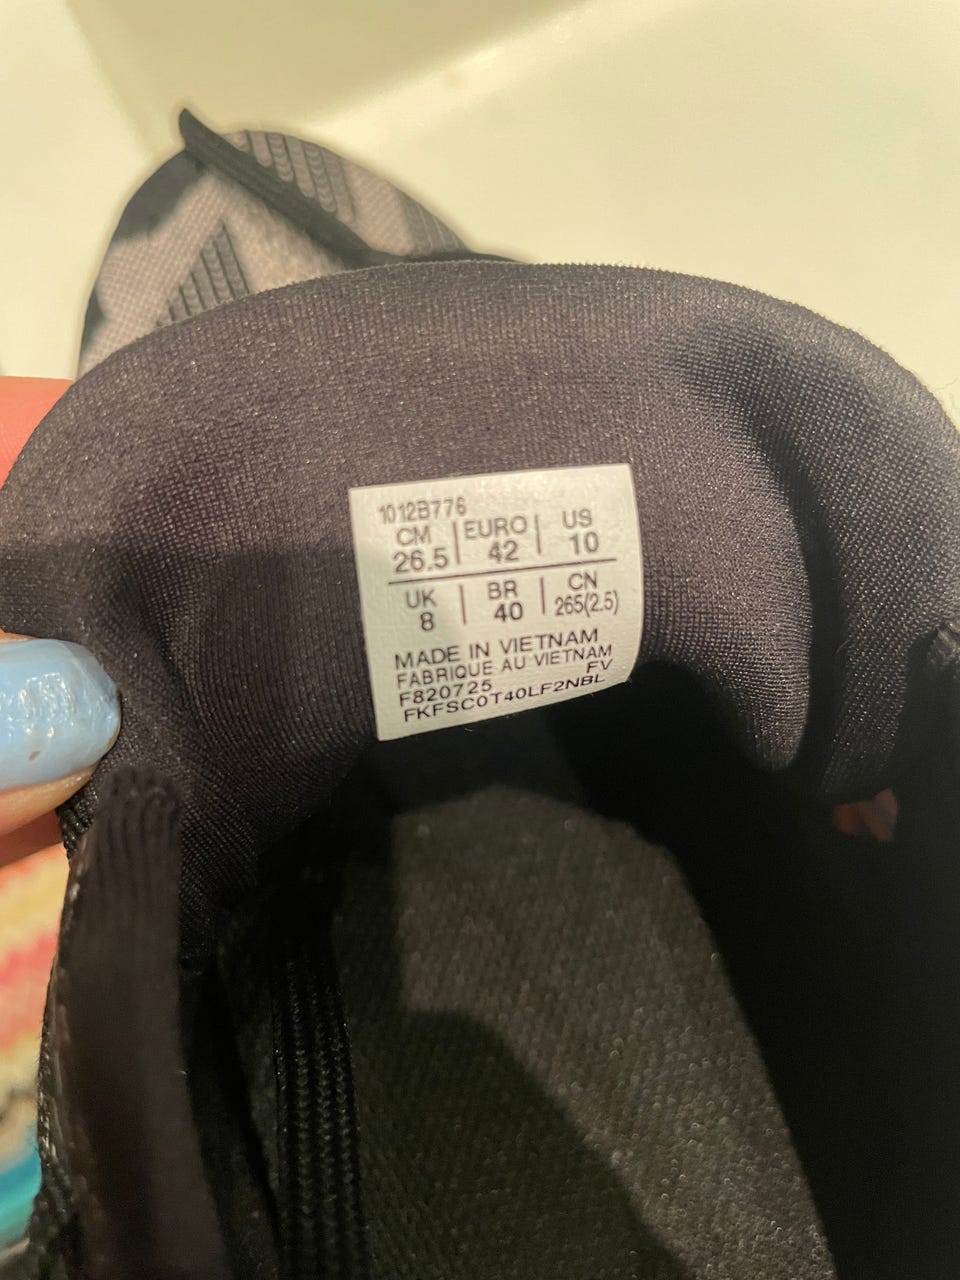 1012B776
CM | EURO | US
26.5 | 42 | 10
UK | BR | CN
8 | 40 | 265(2.5)
MADE IN VIETNAM
FABRIQUE AU VIETNAM
F820725 FV
FKFSC0T40LF2NBL